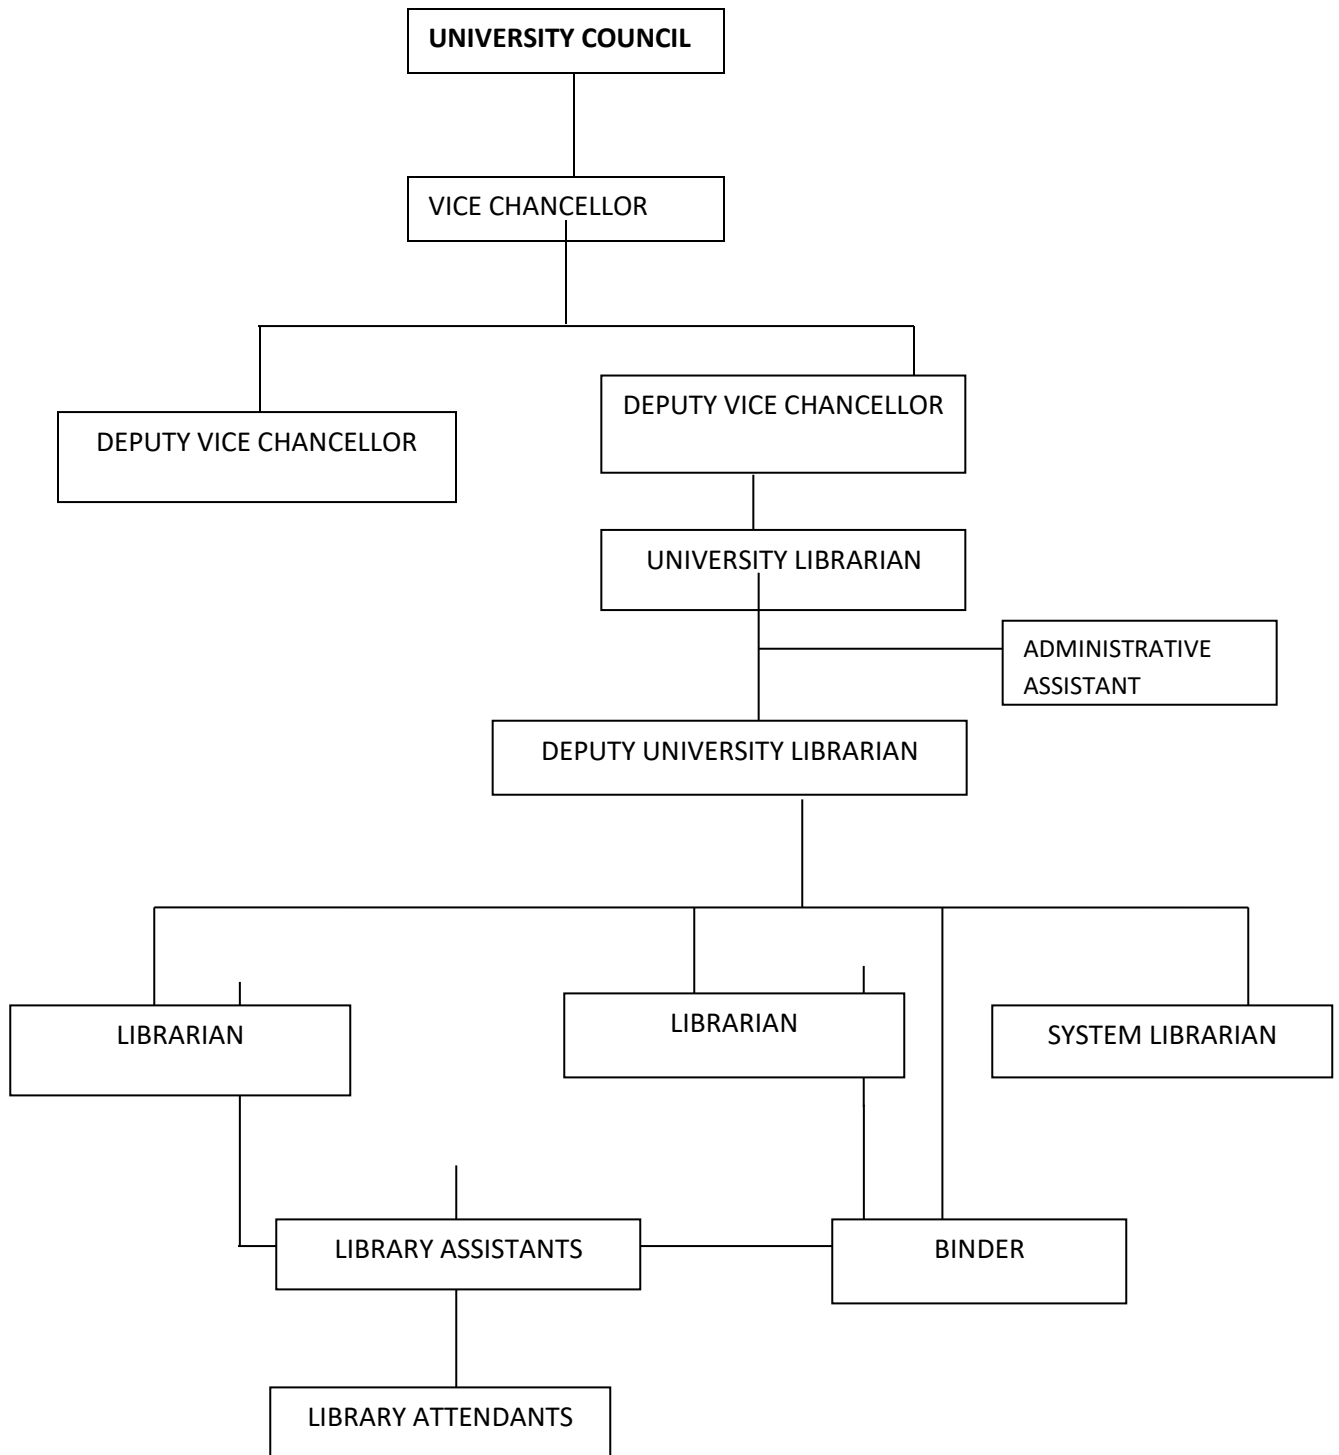 UNIVERSITY COUNCIL
VICE CHANCELLOR
DEPUTY VICE CHANCELLOR
DEPUTY VICE CHANCELLOR
UNIVERSITY LIBRARIAN
ADMINISTRATIVE
ASSISTANT
DEPUTY UNIVERSITY LIBRARIAN
LIBRARIAN
LIBRARIAN
SYSTEM LIBRARIAN
LIBRARY ASSISTANTS
BINDER
LIBRARY ATTENDANTS